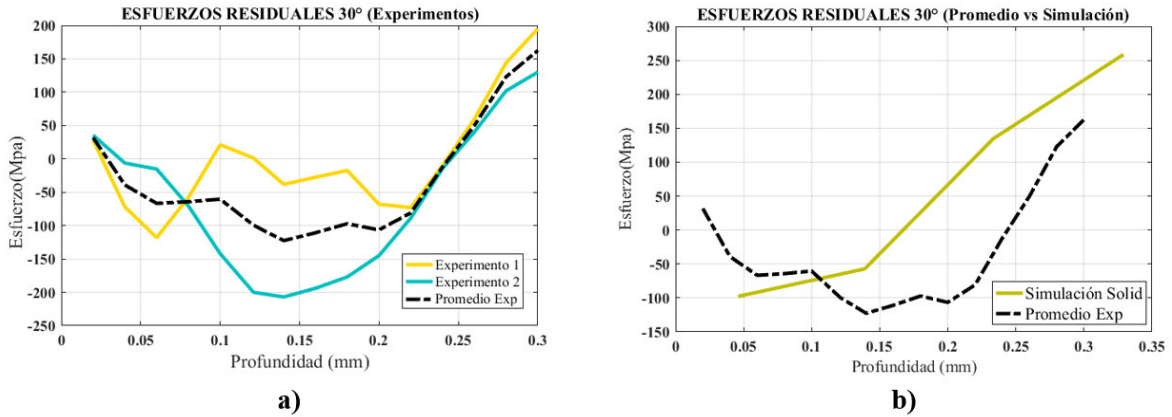 ESFUERZOS RESIDUALES 30° (Experimentos)
200
150
100
50
0
-50
-100
-150
-200
-250
Esfuerzo(Mpa)
Experimento 1
Experimento 2
Promedio Exp
0 0.05 0.1 0.15 0.2 0.25 0.3
Profundidad (mm)
a)
ESFUERZOS RESIDUALES 30° (Promedio vs Simulación)
300
250
200
150
100
50
0
-50
-100
-150
Esfuerzo(Mpa)
Simulación Solid
Promedio Exp
0 0.05 0.1 0.15 0.2 0.25 0.3 0.35
Profundidad (mm)
b)